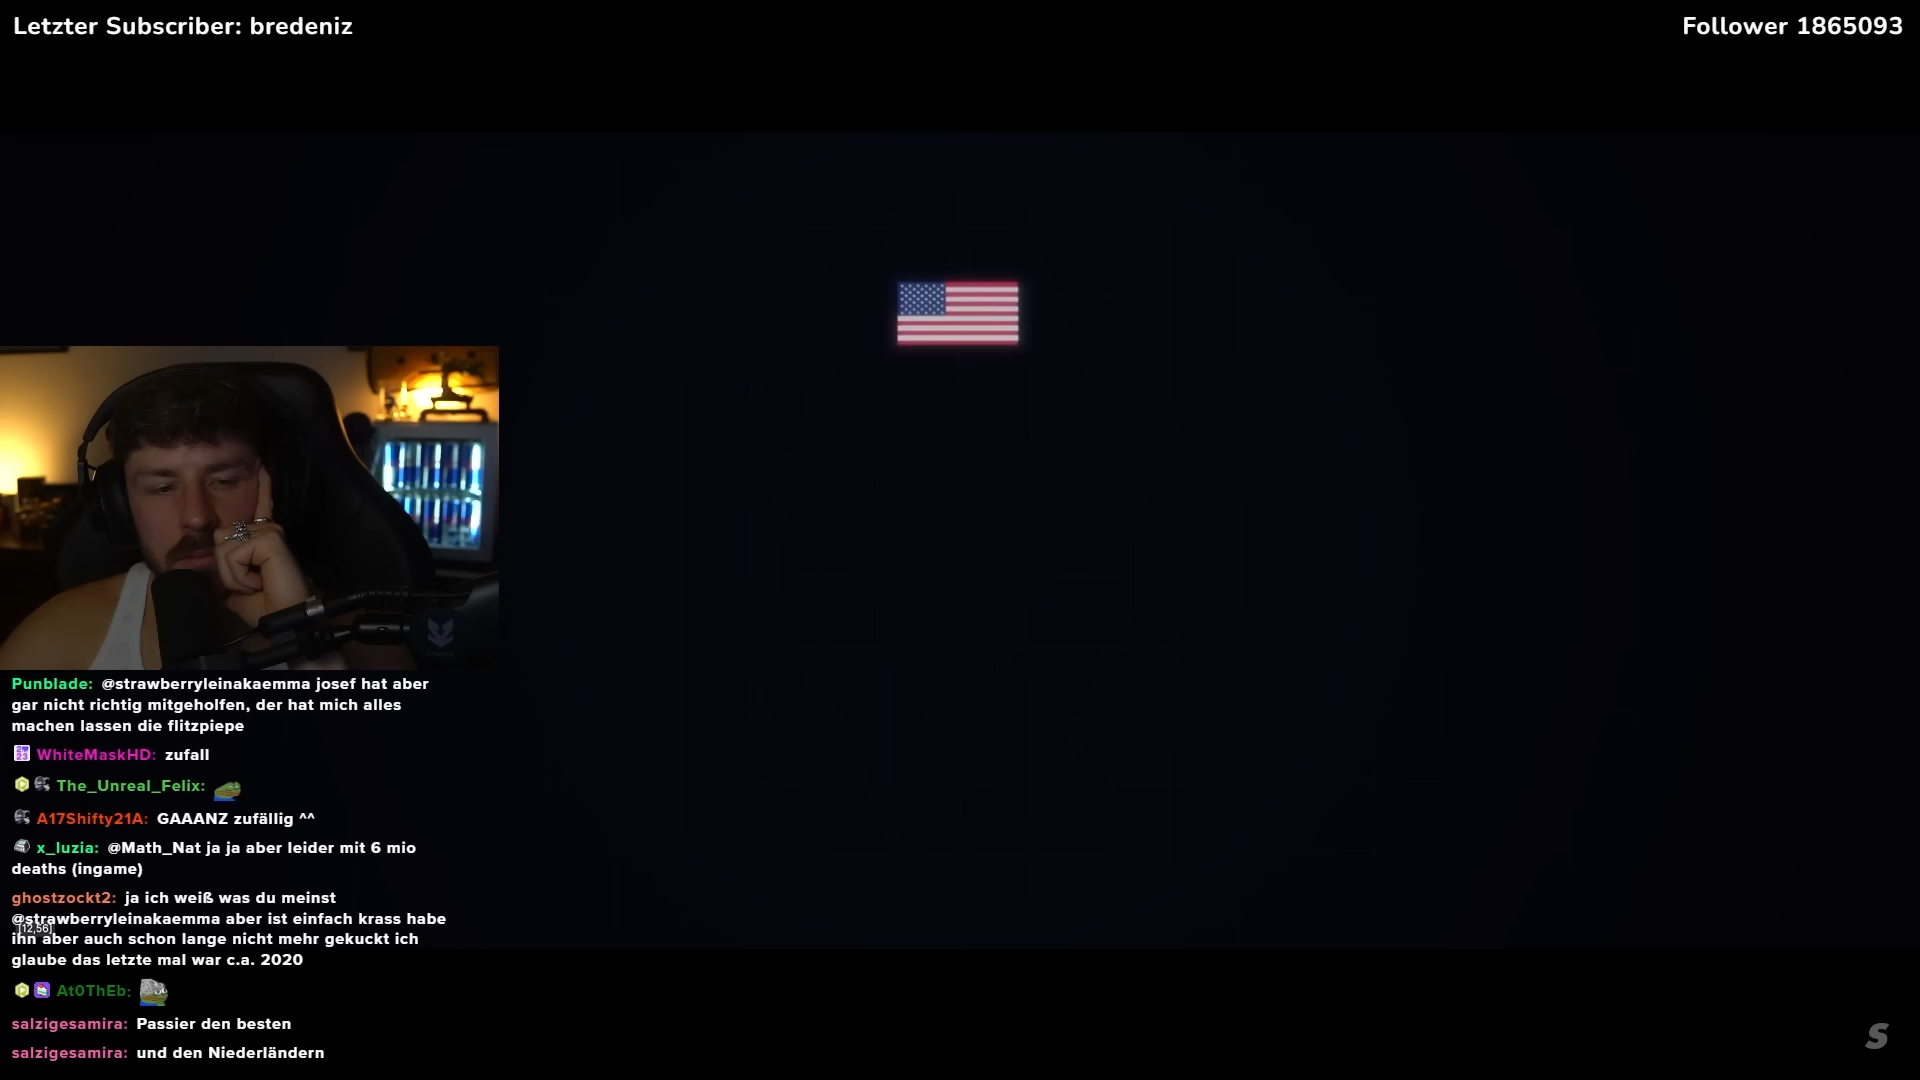 Letzter Subscriber: bredeniz
Follower 1865093
Punblade: @strawberryleinakaemma josef hat aber
gar nicht richtig mitgeholfen, der hat mich alles
machen lassen die flitzpiepe
WhiteMaskHD: zufall
The_Unreal_Felix:
A17Shifty21A: GAAANZ zufällig ^^
x_luzia: @Math_Nat ja ja aber leider mit 6 mio
deaths (ingame)
ghostzockt2: ja ich weiß was du meinst
@strawberryleinakaemma aber ist einfach krass habe
[12,56]
ihn aber auch schon lange nicht mehr gekuckt ich
glaube das letzte mal war c.a. 2020
At0ThEb:
salzigesamira: Passier den besten
salzigesamira: und den Niederländern
S